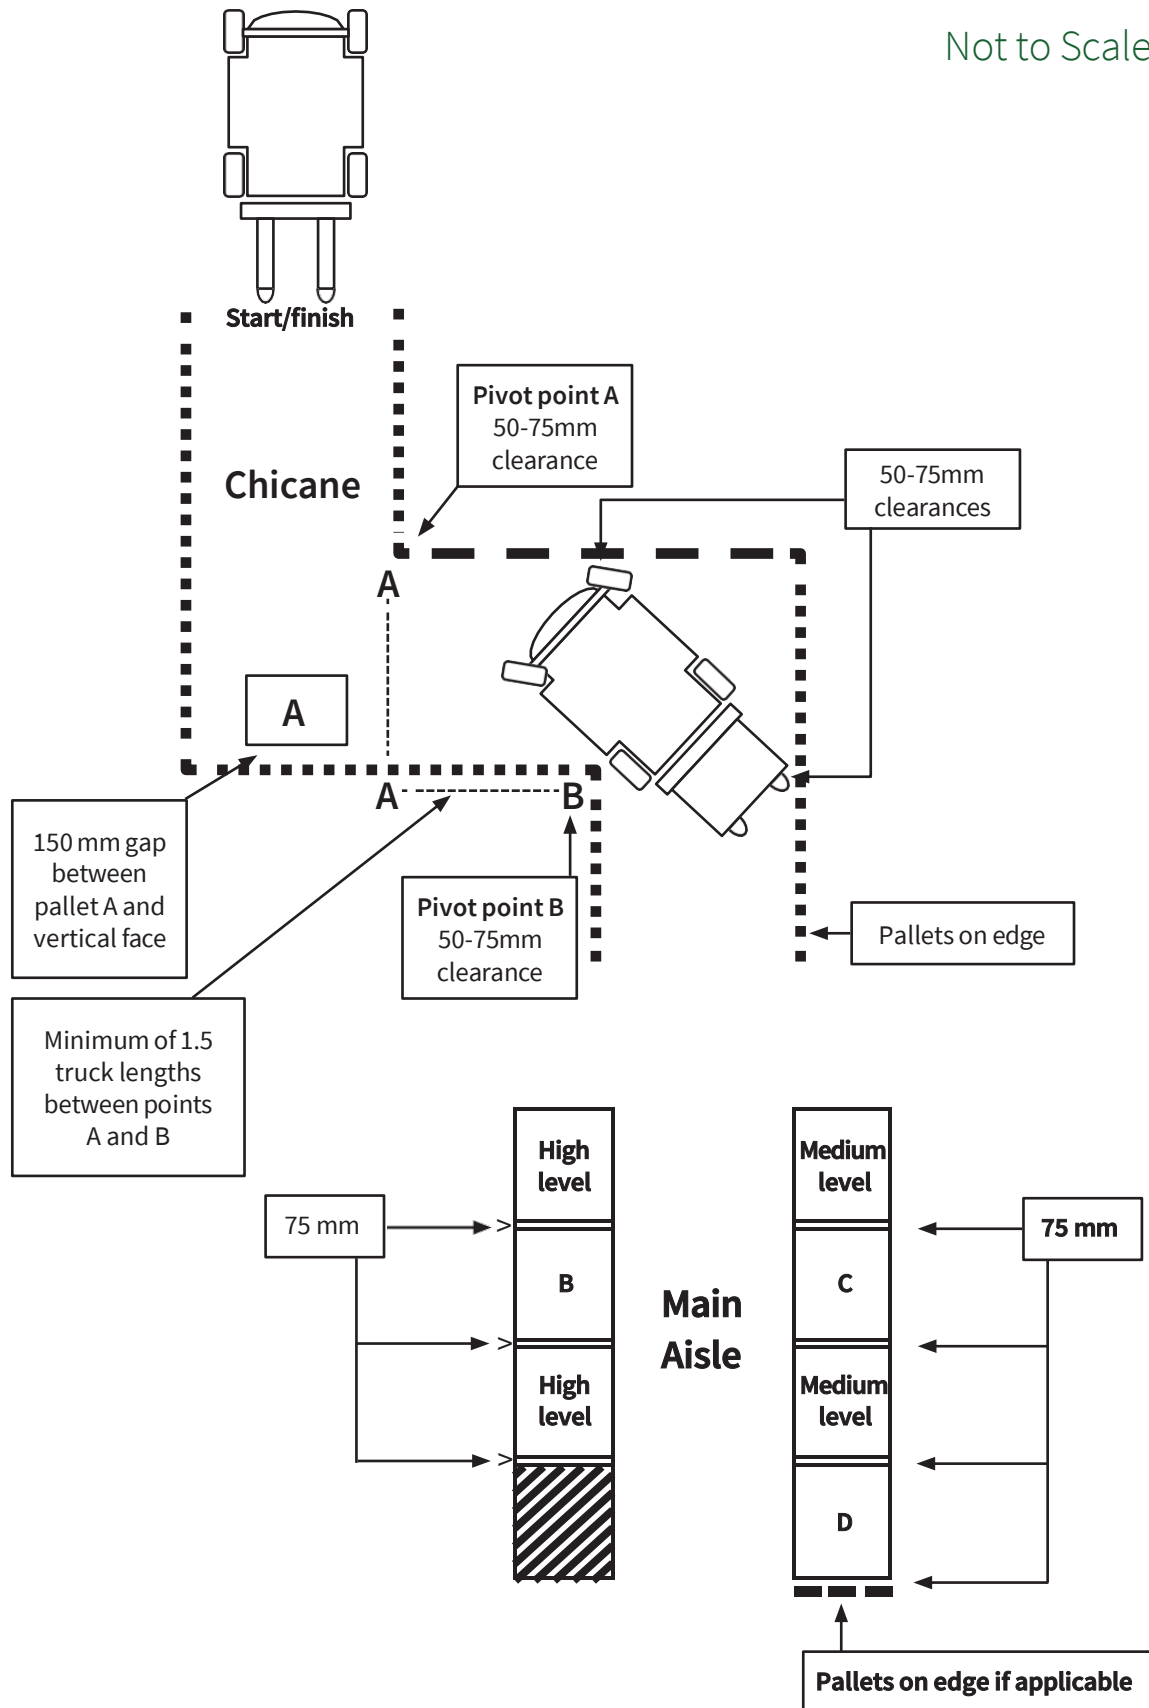 Not to Scale
Start/finish
Pivot point A
50-75mm
clearance
Chicane
50-75mm
clearances
A
A
A
B
150 mm gap
between
pallet A and
vertical face
Pivot point B
50-75mm
clearance
Pallets on edge
Minimum of 1.5
truck lengths
between points
A and B
High
level
Medium
level
75 mm
>
75 mm
B
C
Main
Aisle
>
High
level
Medium
level
>
D
Pallets on edge if applicable